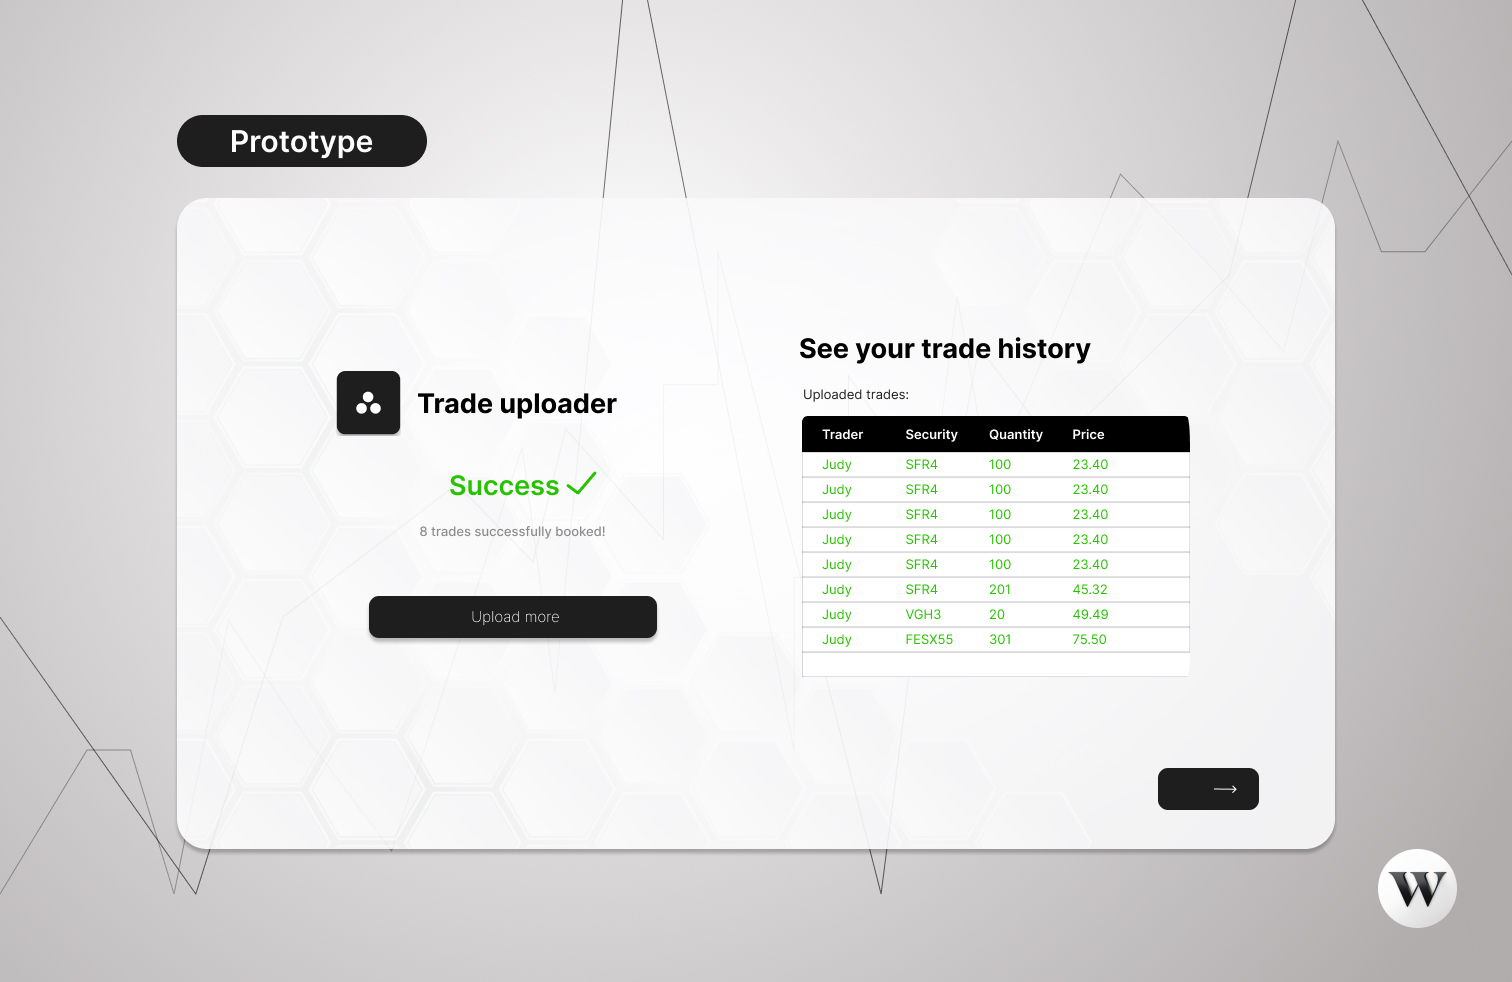 Prototype
Trade uploader
Success
8 trades successfully booked!
Upload more
See your trade history
Uploaded trades:
Trader Security Quantity Price
Judy SFR4 100 23.40
Judy SFR4 100 23.40
Judy SFR4 100 23.40
Judy SFR4 100 23.40
Judy SFR4 100 23.40
Judy SFR4 201 45.32
Judy VGH3 20 49.49
Judy FESX55 301 75.50
W